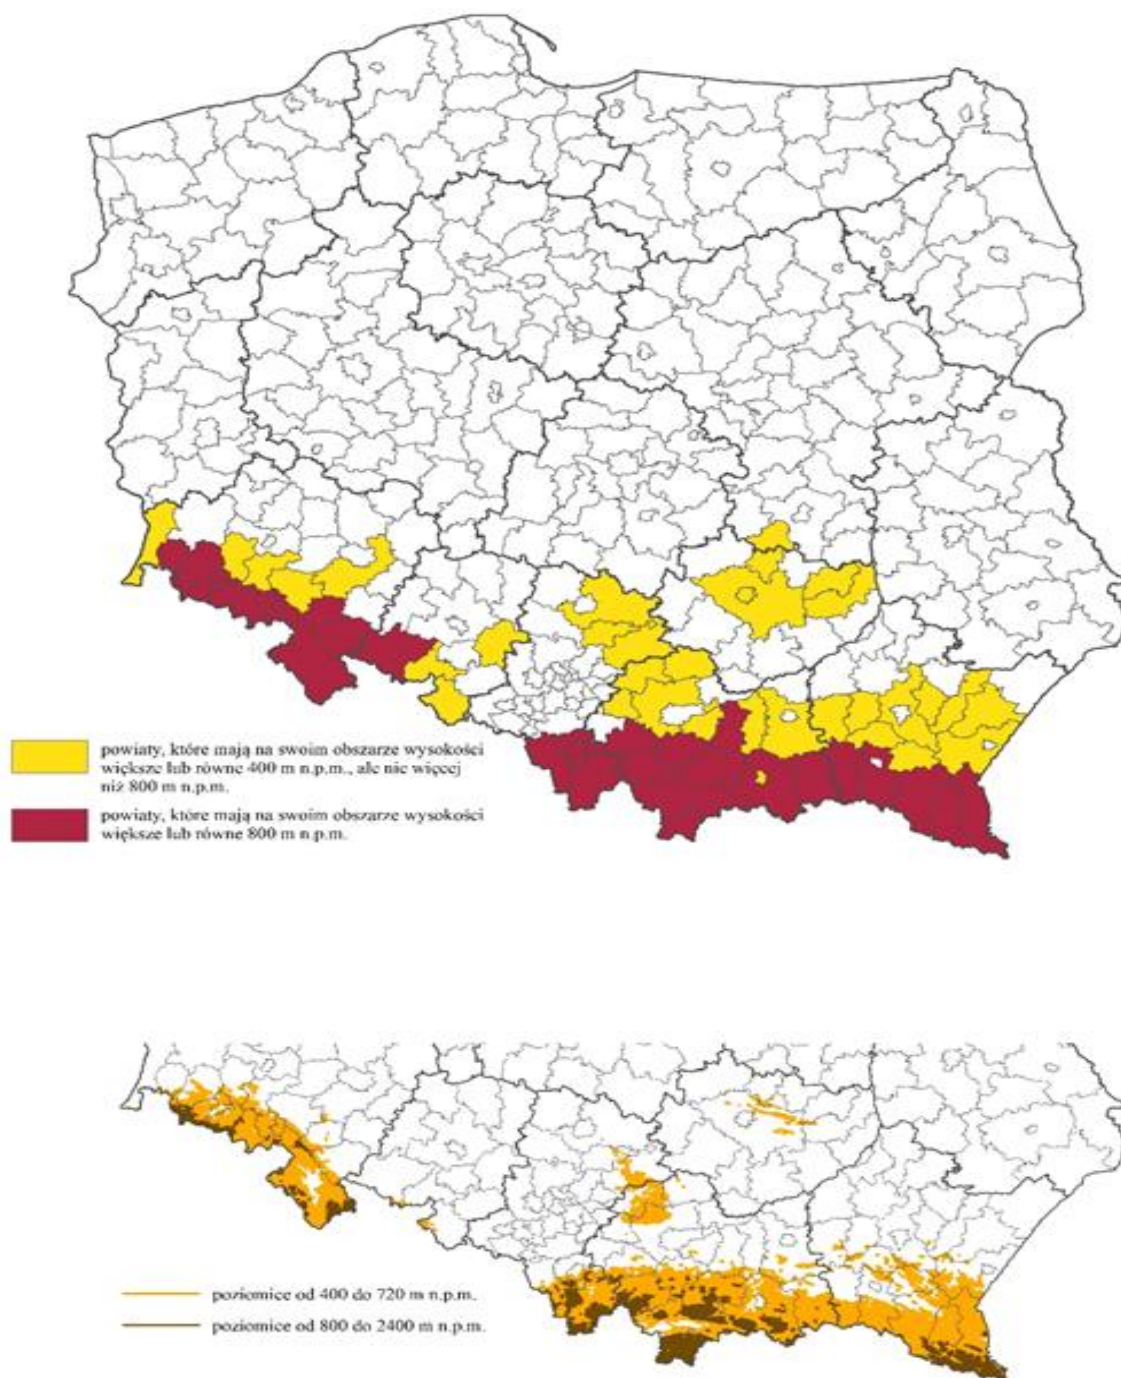 powiaty, które mają na swoim obszarze wysokości
większe lub równe 400 m n.p.m., ale nie więcej
niż 800 m n.p.m.
powiaty, które mają na swoim obszarze wysokości
większe lub równe 800 m n.p.m.
poziomice od 400 do 720 m n.p.m.
poziomice od 800 do 2400 m n.p.m.